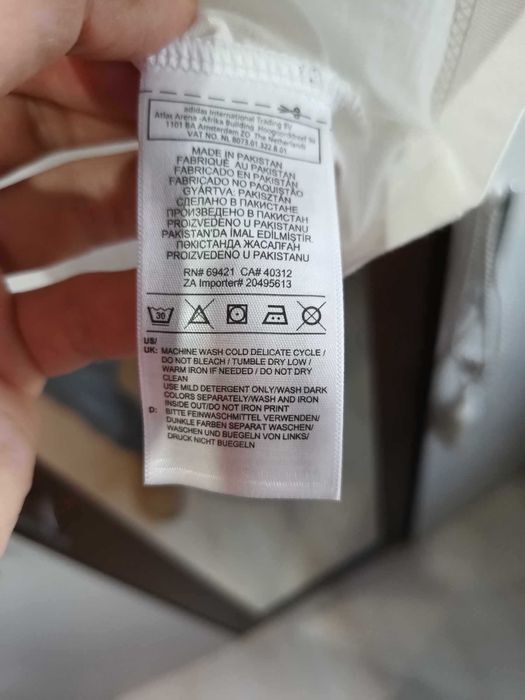 adidas International Trading BV
Atlas Arena -Afrika Building Hoogoorddreef 9a
1101 BA Amsterdam ZO The Netherlands
VAT NO. NL 8073.01.322.B.01
MADE IN PAKISTAN
FABRIQUÉ AU PAKISTAN
FABRICADO EN PAKISTÁN
FABRICADO NO PAQUISTÃO
GYÁRTVA: PAKISZTÁN
СДЕЛАНО В ПАКИСТАНЕ
ПРОИЗВЕДЕНО В ПАКИСТАН
PROIZVEDENO U PAKISTANU
PAKİSTAN'DA İMAL EDİLMİŞTİR.
ПӘКІСТАНДА ЖАСАЛҒАН
PROIZVEDENO U PAKISTANU
RN# 69421 CA# 40312
ZA Importer# 20495613
30
US/
UK: MACHINE WASH COLD DELICATE CYCLE /
DO NOT BLEACH / TUMBLE DRY LOW /
WARM IRON IF NEEDED / DO NOT DRY
CLEAN
USE MILD DETERGENT ONLY/WASH DARK
COLORS SEPARATELY/WASH AND IRON
INSIDE OUT/DO NOT IRON PRINT
D: BITTE FEINWASCHMITTEL VERWENDEN/
DUNKLE FARBEN SEPARAT WASCHEN/
WASCHEN UND BUEGELN VON LINKS/
DRUCK NICHT BUEGELN